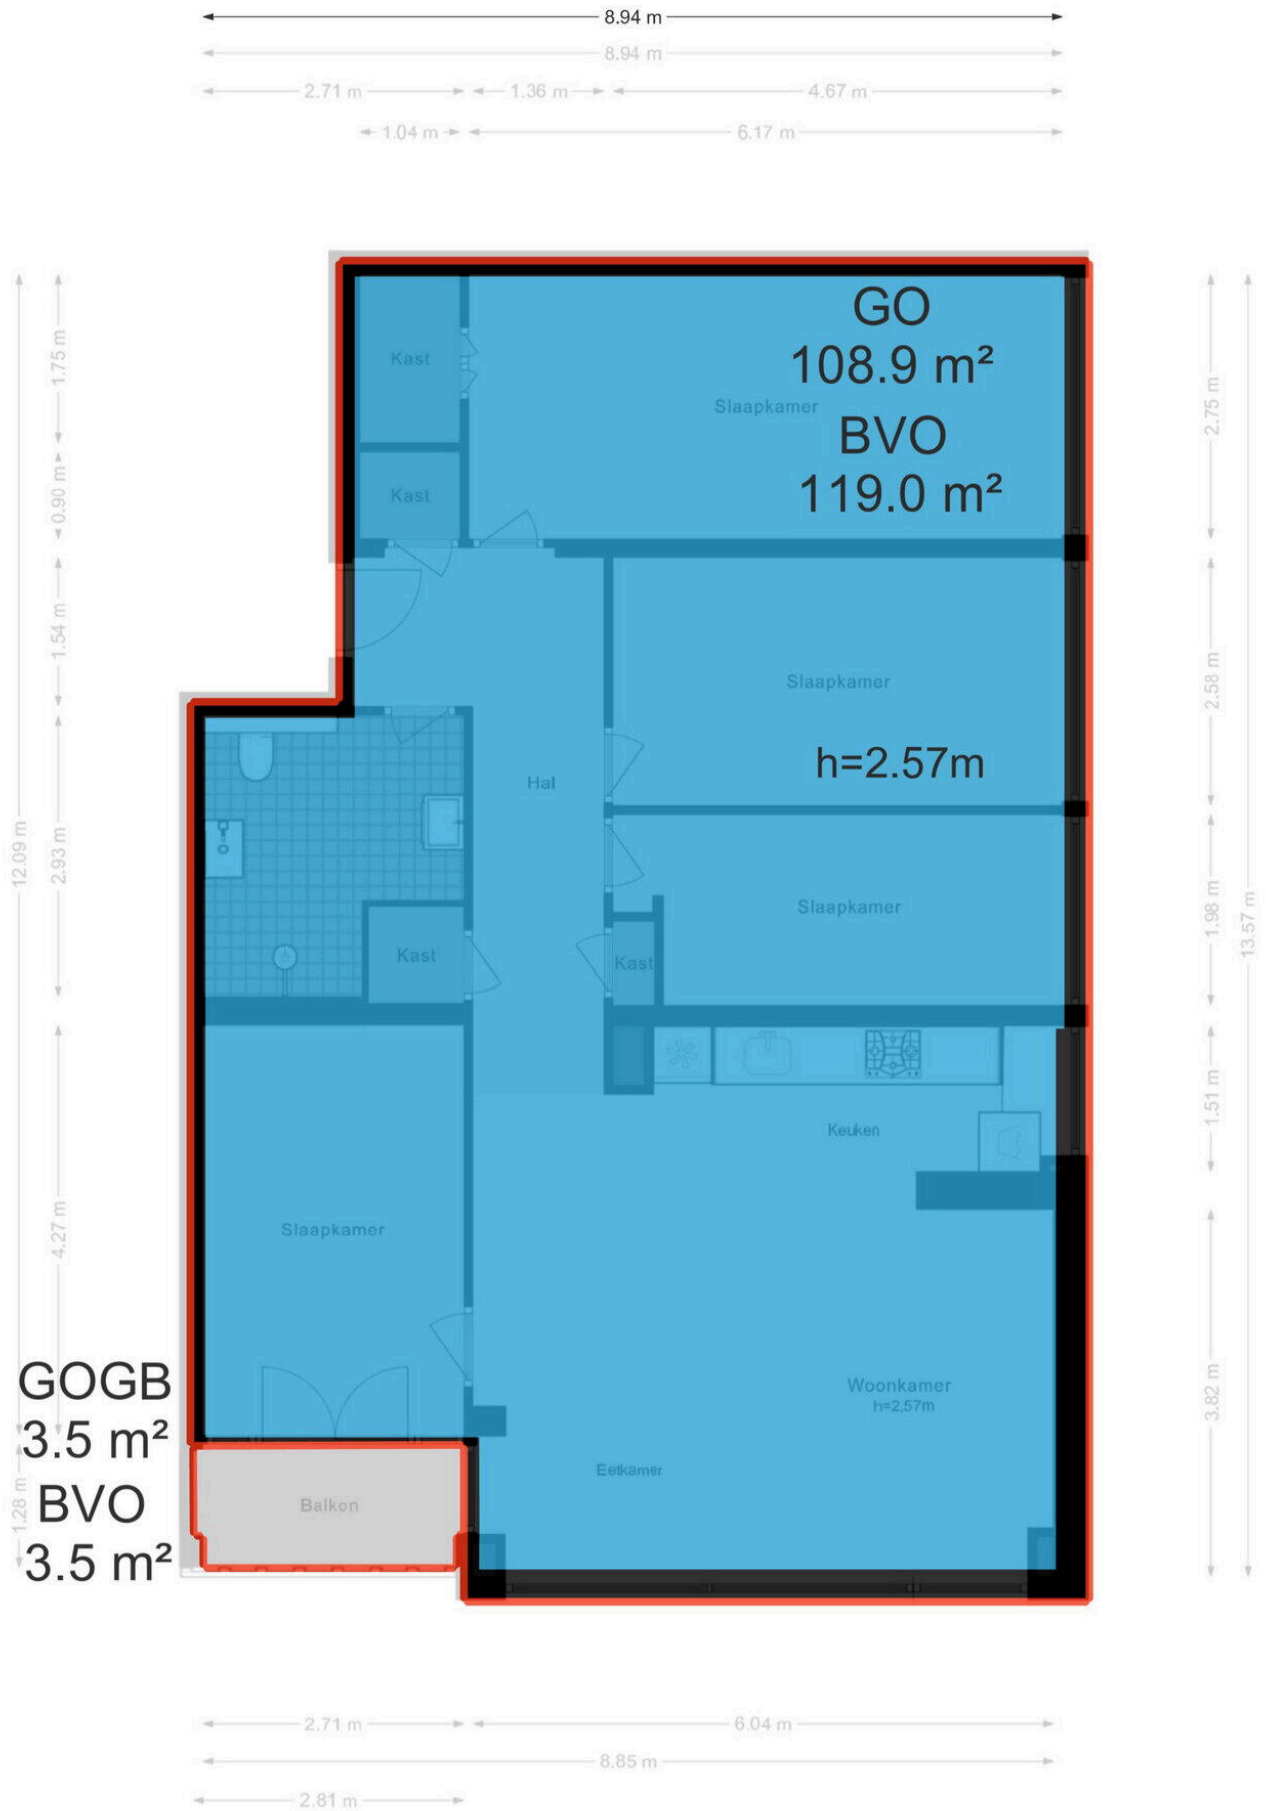 8.94 m
8.94 m
2.71 m
1.36 m
4.67 m
1.04 m
6.17 m
GO
108.9 m²
BVO
119.0 m²
Kast
Slaapkamer
Kast
1.75 m
0.90 m
1.54 m
2.93 m
12.09 m
4.27 m
1.28 m
2.75 m
2.58 m
1.98 m
13.57 m
1.51 m
3.82 m
Slaapkamer
h=2.57m
Hal
Slaapkamer
Kast
Kast
Keuken
Slaapkamer
Woonkamer
h=2.57m
Eetkamer
GOGB
3.5 m²
BVO
3.5 m²
Balkon
2.71 m
6.04 m
8.85 m
2.81 m